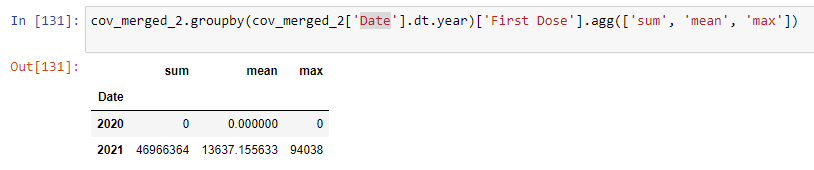 In [131]: cov_merged_2.groupby(cov_merged_2['Date'].dt.year)['First Dose'].agg(['sum', 'mean', 'max'])
Out[131]:
sum mean max
Date
2020 0 0.000000 0
2021 46966364 13637.155633 94038